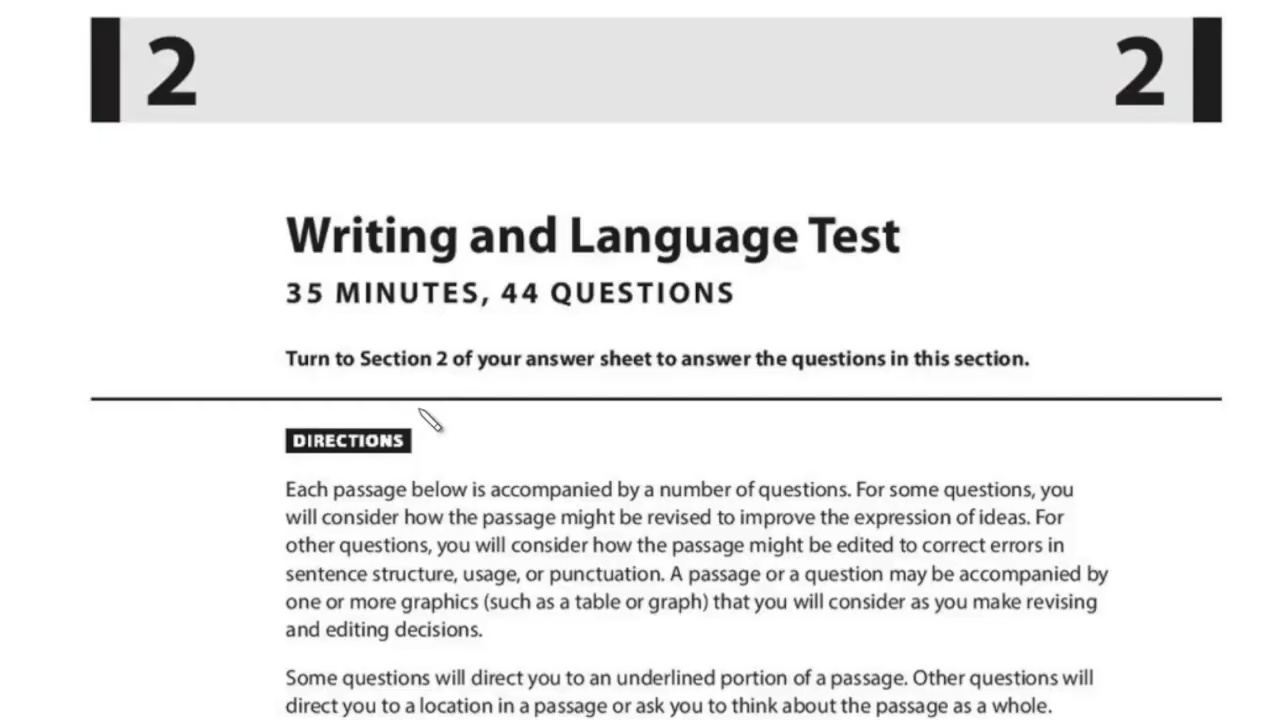 2 2
Writing and Language Test
35 MINUTES, 44 QUESTIONS
Turn to Section 2 of your answer sheet to answer the questions in this section.
DIRECTIONS
Each passage below is accompanied by a number of questions. For some questions, you
will consider how the passage might be revised to improve the expression of ideas. For
other questions, you will consider how the passage might be edited to correct errors in
sentence structure, usage, or punctuation. A passage or a question may be accompanied by
one or more graphics (such as a table or graph) that you will consider as you make revising
and editing decisions.
Some questions will direct you to an underlined portion of a passage. Other questions will
direct you to a location in a passage or ask you to think about the passage as a whole.